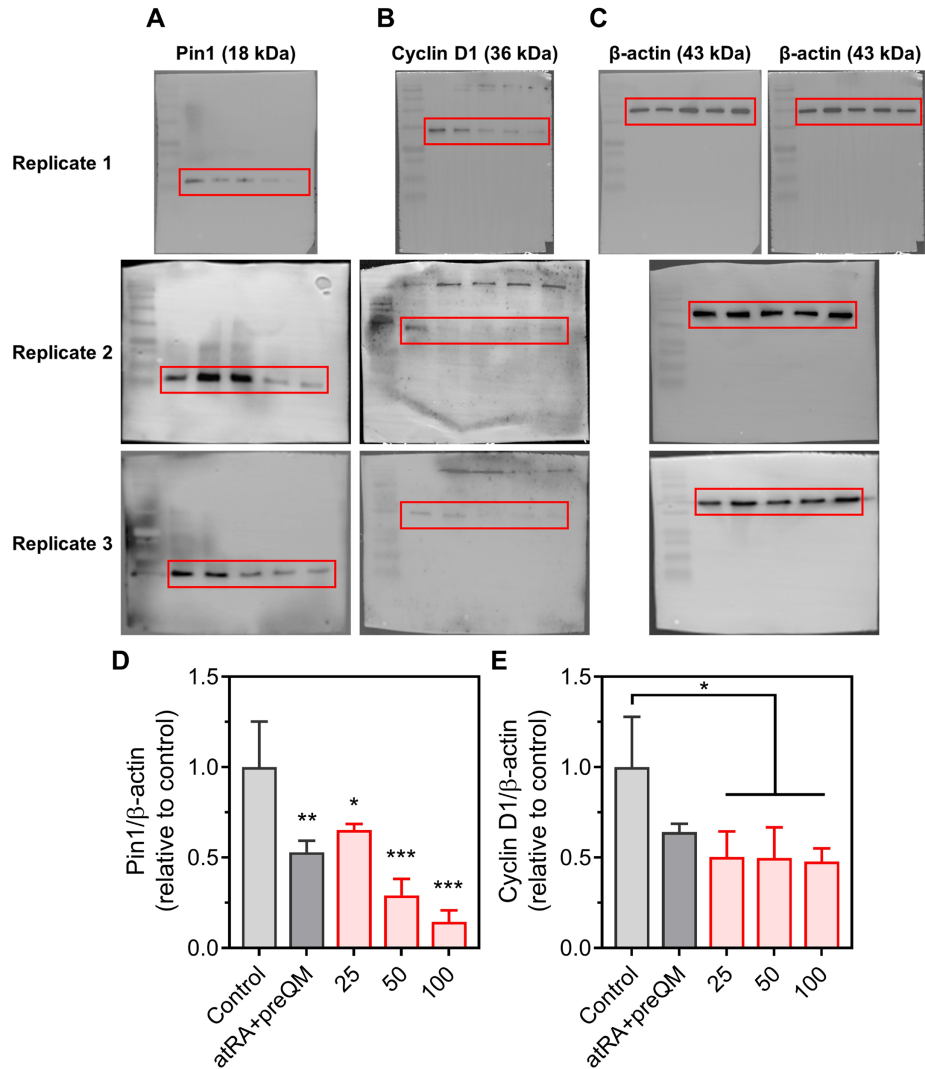 A
B
C
Pin1 (18 kDa)
Cyclin D1 (36 kDa)
β-actin (43 kDa)
β-actin (43 kDa)
Replicate 1
Replicate 2
Replicate 3
D
Pin1/β-actin
(relative to control)
1.5
1.0
0.5
0.0
**
*
***
***
Control
atRA+preQM
25
50
100
E
Cyclin D1/β-actin
(relative to control)
1.5
1.0
0.5
0.0
*
Control
atRA+preQM
25
50
100